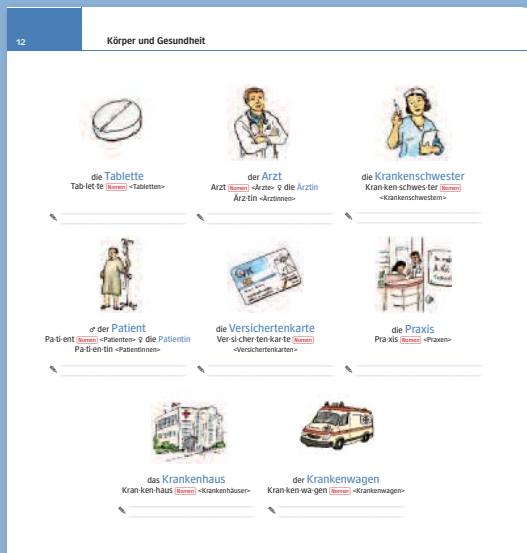 12
Körper und Gesundheit
die Tablette
Tab·let·te Nomen <Tabletten>
der Arzt
Arzt Nomen <Ärzte> ♀ die Ärztin
Ärz·tin <Ärztinnen>
die Krankenschwester
Kran·ken·schwes·ter Nomen
<Krankenschwestern>
♂ der Patient
Pa·ti·ent Nomen <Patienten> ♀ die Patientin
Pa·ti·en·tin <Patientinnen>
die Versichertenkarte
Ver·si·cher·ten·kar·te Nomen
<Versichertenkarten>
die Praxis
Pra·xis Nomen <Praxen>
das Krankenhaus
Kran·ken·haus Nomen <Krankenhäuser>
der Krankenwagen
Kran·ken·wa·gen Nomen <Krankenwagen>